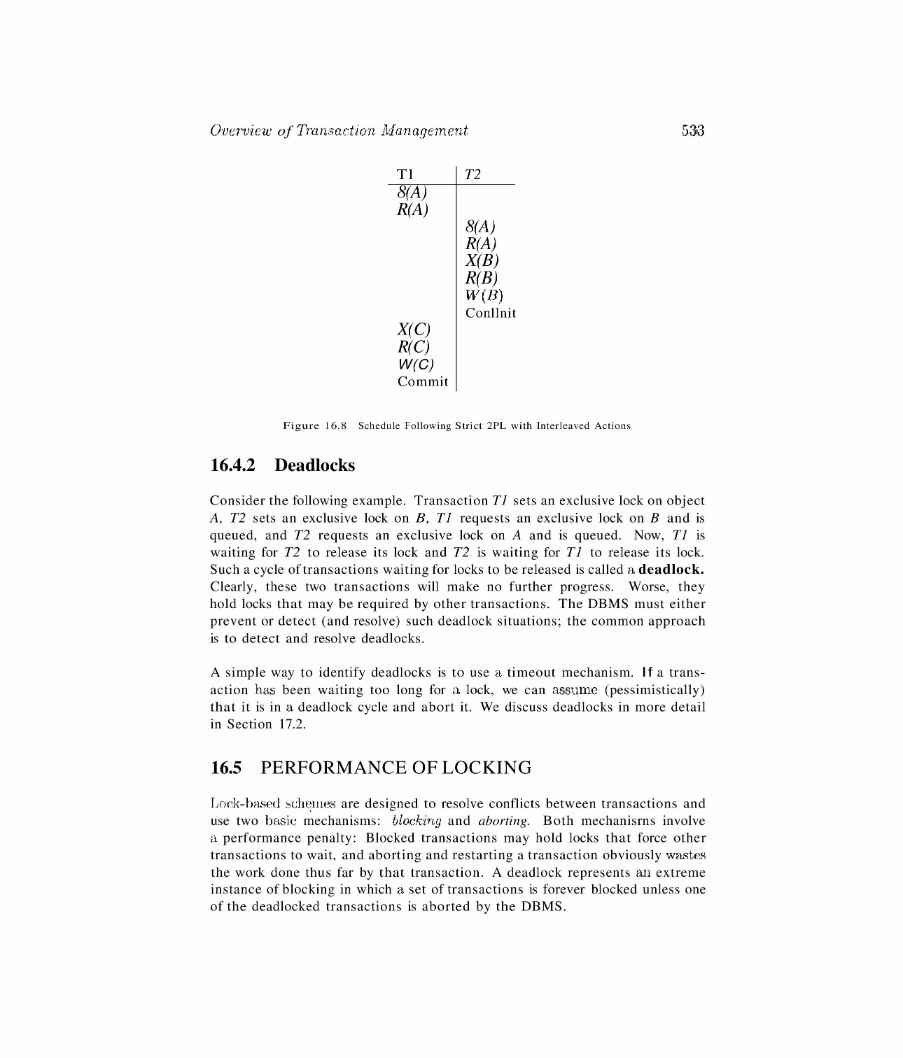 Overview of Transaction Management 533
T1 T2
8(A)
R(A)
8(A)
R(A)
X(B)
R(B)
W(B)
Conllnit
X(C)
R(C)
W(C)
Commit
Figure 16.8 Schedule Following Strict 2PL with Interleaved Actions
16.4.2 Deadlocks
Consider the following example. Transaction T1 sets an exclusive lock on object
A, T2 sets an exclusive lock on B, T1 requests an exclusive lock on B and is
queued, and T2 requests an exclusive lock on A and is queued. Now, T1 is
waiting for T2 to release its lock and T2 is waiting for T1 to release its lock.
Such a cycle of transactions waiting for locks to be released is called a deadlock.
Clearly, these two transactions will make no further progress. Worse, they
hold locks that may be required by other transactions. The DBMS must either
prevent or detect (and resolve) such deadlock situations; the common approach
is to detect and resolve deadlocks.
A simple way to identify deadlocks is to use a timeout mechanism. If a trans-
action has been waiting too long for a lock, we can assume (pessimistically)
that it is in a deadlock cycle and abort it. We discuss deadlocks in more detail
in Section 17.2.
16.5 PERFORMANCE OF LOCKING
Lock-based schemes are designed to resolve conflicts between transactions and
use two basic mechanisms: blocking and aborting. Both mechanisrns involve
a performance penalty: Blocked transactions may hold locks that force other
transactions to wait, and aborting and restarting a transaction obviously wastes
the work done thus far by that transaction. A deadlock represents an extreme
instance of blocking in which a set of transactions is forever blocked unless one
of the deadlocked transactions is aborted by the DBMS.